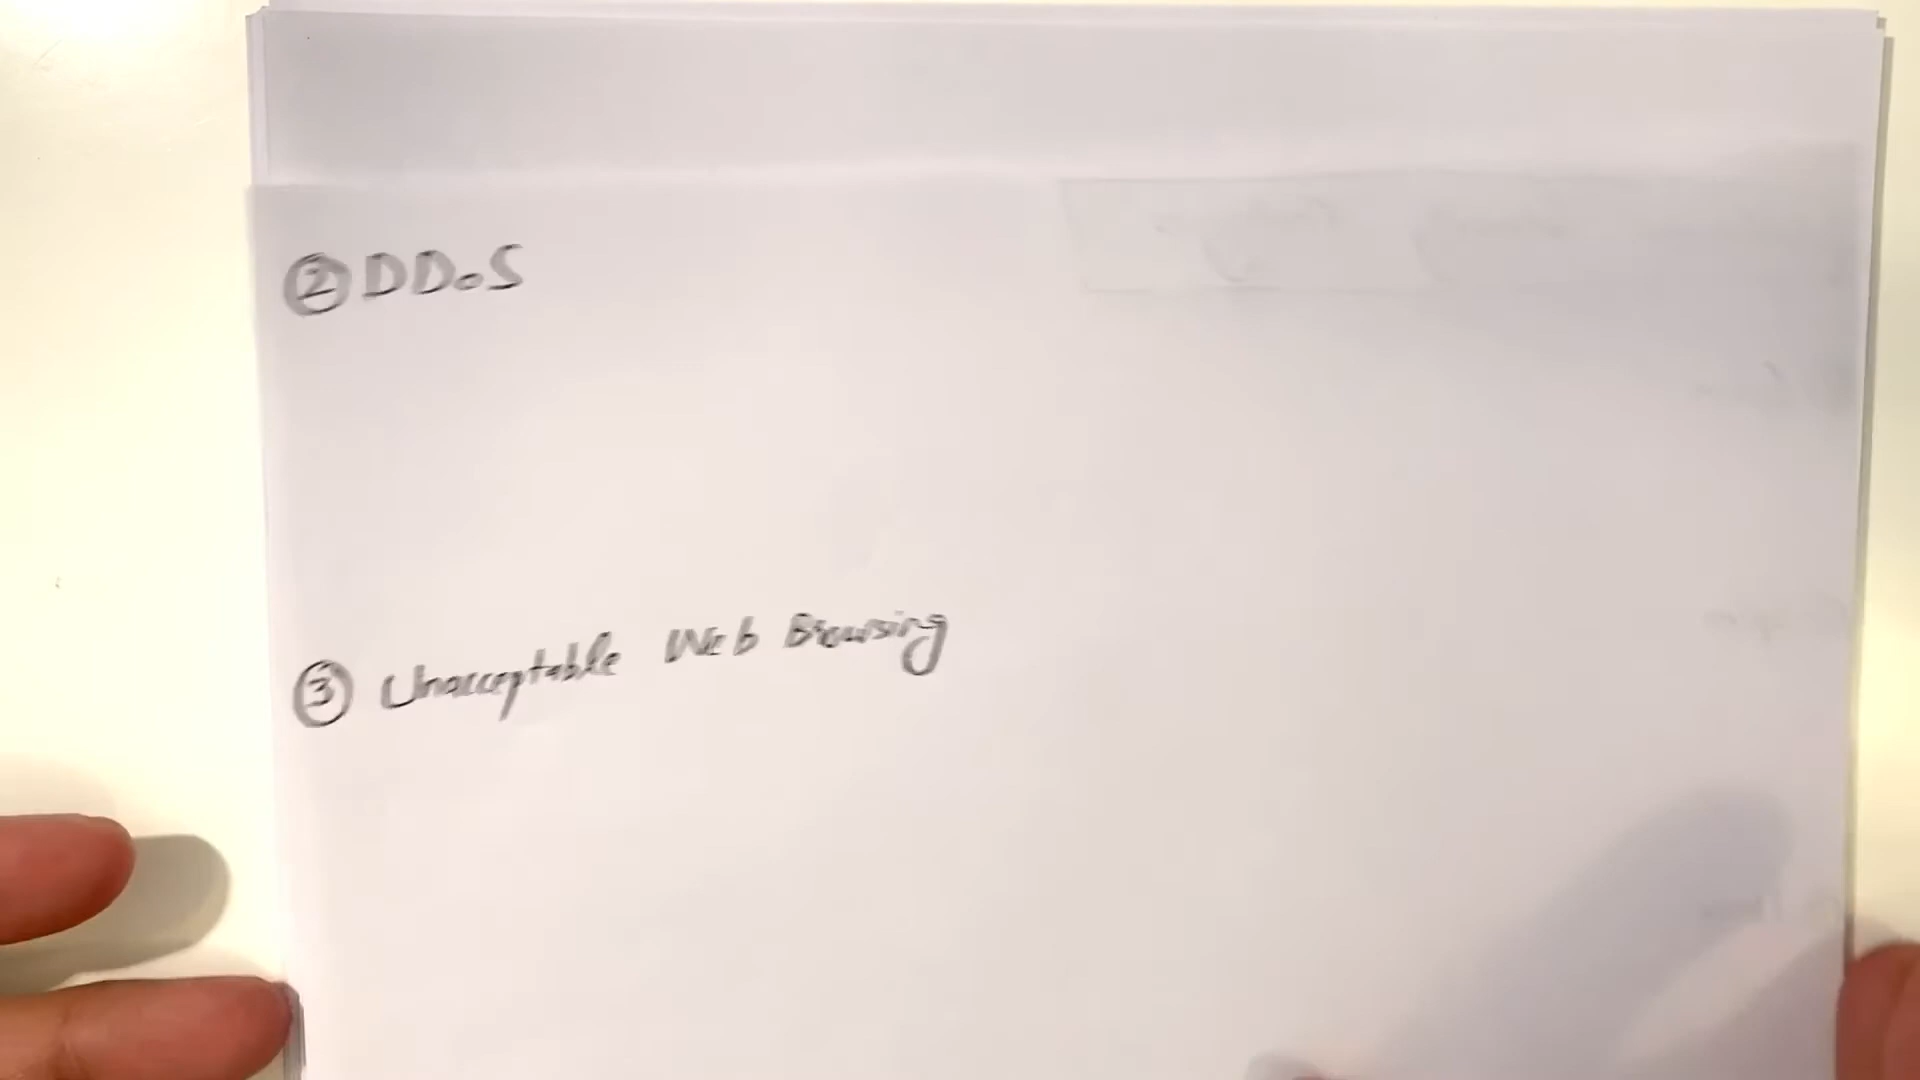 ② DDoS
③ Unacceptable Web Browsing